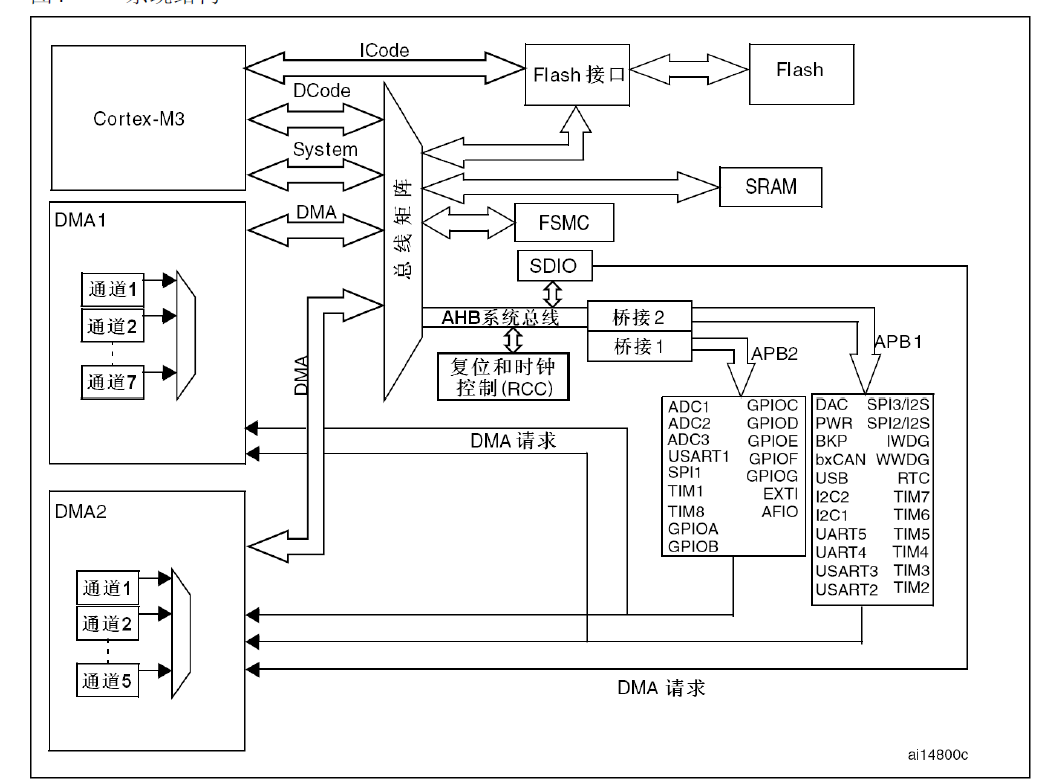 ICode
Flash 接口
Flash
Cortex-M3
DCode
System
SRAM
DMA1
DMA
总线矩阵
FSMC
SDIO
通道1
通道2
通道7
AHB系统总线
桥接2
桥接1
APB2
APB1
DMA
复位和时钟
控制(RCC)
ADC1 GPIOC
ADC2 GPIOD
ADC3 GPIOE
USART1 GPIOF
SPI1 GPIOG
TIM1 EXTI
TIM8 AFIO
GPIOA
GPIOB
DAC SPI3/I2S
PWR SPI2/I2S
BKP IWDG
bxCAN WWDG
USB RTC
I2C2 TIM7
I2C1 TIM6
UART5 TIM5
UART4 TIM4
USART3 TIM3
USART2 TIM2
DMA 请求
DMA2
通道1
通道2
通道5
DMA 请求
ai14800c